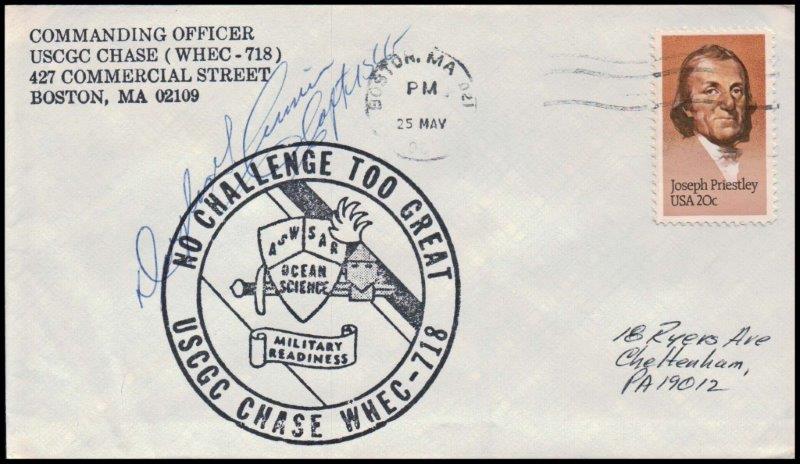 COMMANDING OFFICER
USCGC CHASE (WHEC-718)
427 COMMERCIAL STREET
BOSTON, MA 02109
BOSTON, MA 021
PM
25 MAY
Joseph Priestley
USA 20c
NO CHALLENGE TOO GREAT
ASW SAR
OCEAN
SCIENCE
MILITARY
READINESS
USCGC CHASE WHEC-718
18 Ryers Ave
Cheltenham,
PA 19012